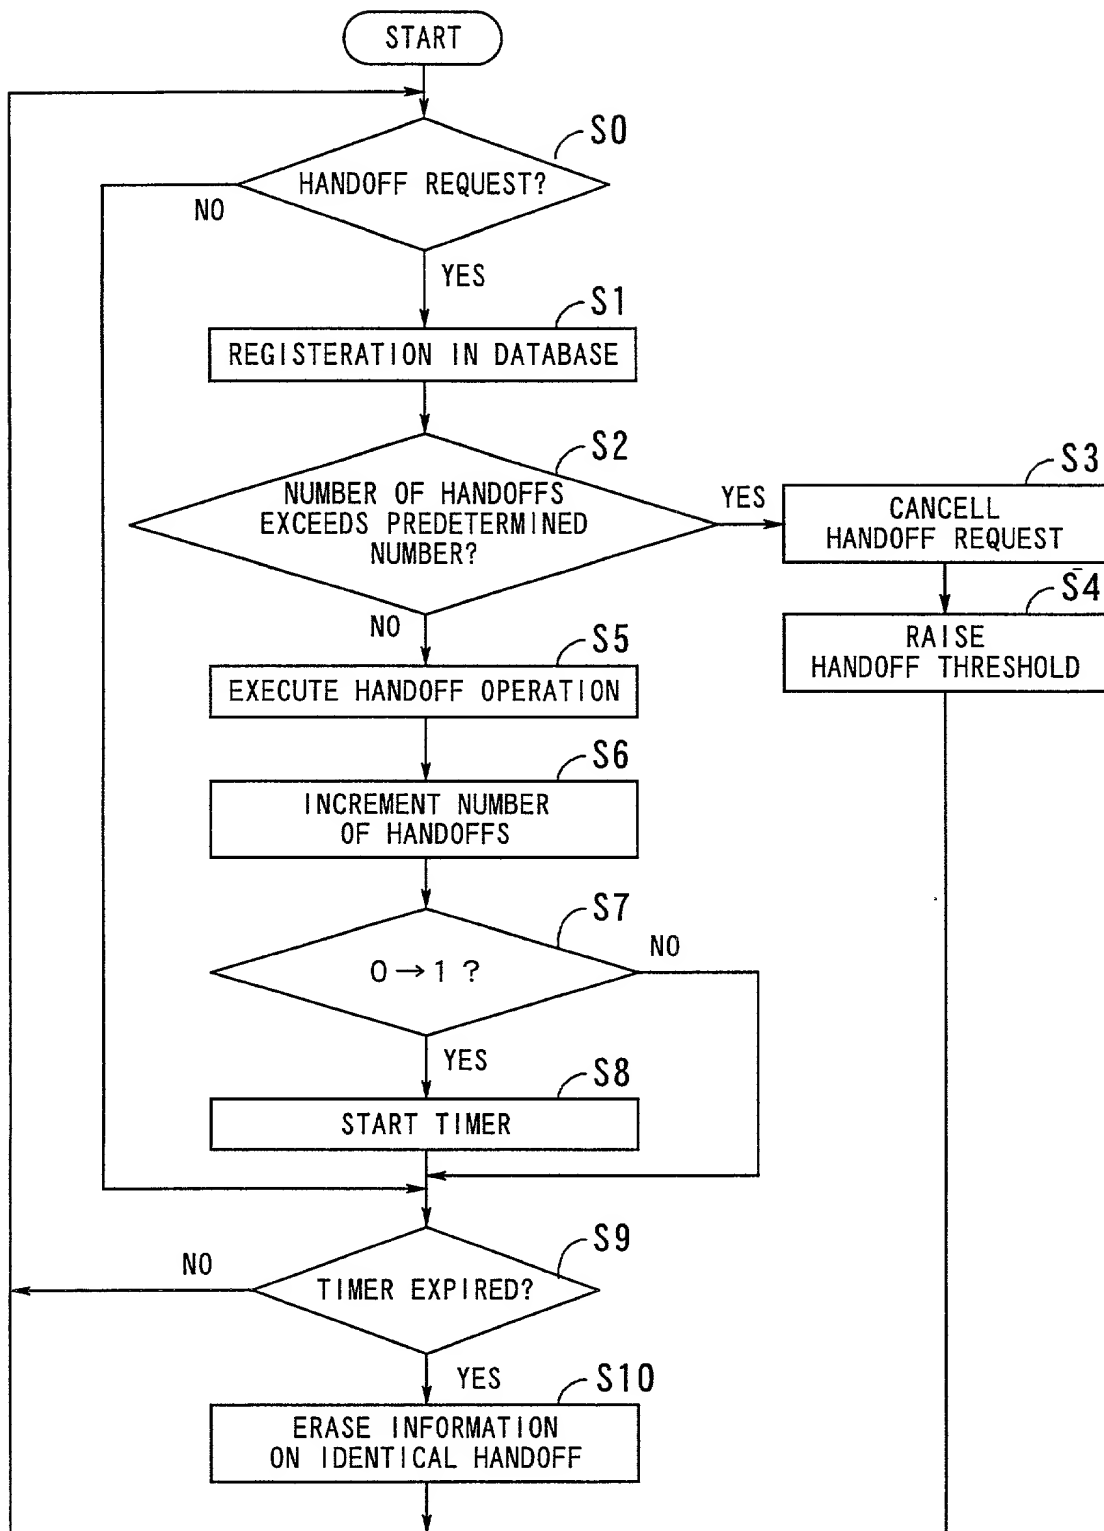 START
S0
HANDOFF REQUEST?
NO
YES
S1
REGISTERATION IN DATABASE
S2
NUMBER OF HANDOFFS
EXCEEDS PREDETERMINED
NUMBER?
YES
S3
CANCELL
HANDOFF REQUEST
S4
RAISE
HANDOFF THRESHOLD
NO
S5
EXECUTE HANDOFF OPERATION
S6
INCREMENT NUMBER
OF HANDOFFS
S7
0→1 ?
NO
YES
S8
START TIMER
S9
NO
TIMER EXPIRED?
YES
S10
ERASE INFORMATION
ON IDENTICAL HANDOFF